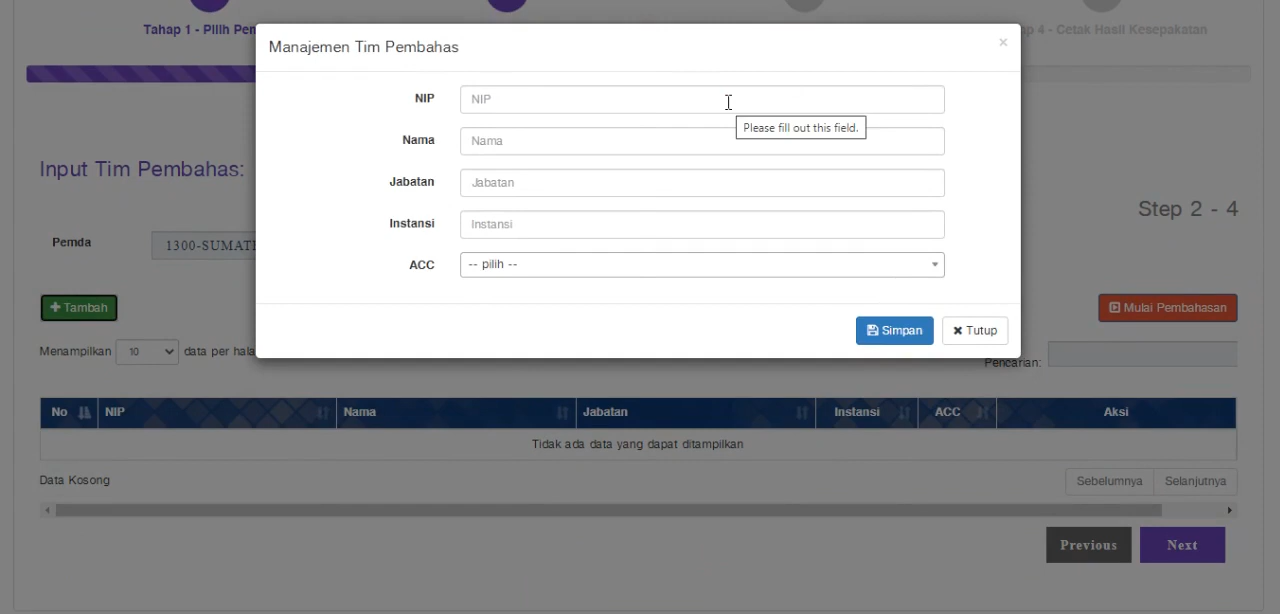 Tahap 1 - Pilih Pen
p 4 - Cetak Hasil Kesepakatan
Manajemen Tim Pembahas
×
NIP
NIP
Please fill out this field.
Nama
Nama
Jabatan
Jabatan
Instansi
Instansi
ACC
-- pilih --
Simpan
Tutup
Input Tim Pembahas:
Step 2 - 4
Pemda
1300-SUMATE
Tambah
Mulai Pembahasan
Menampilkan 10 data per hala
Pencarian:
No NIP Nama Jabatan Instansi ACC Aksi
Tidak ada data yang dapat ditampilkan
Data Kosong
Sebelumnya Selanjutnya
Previous Next